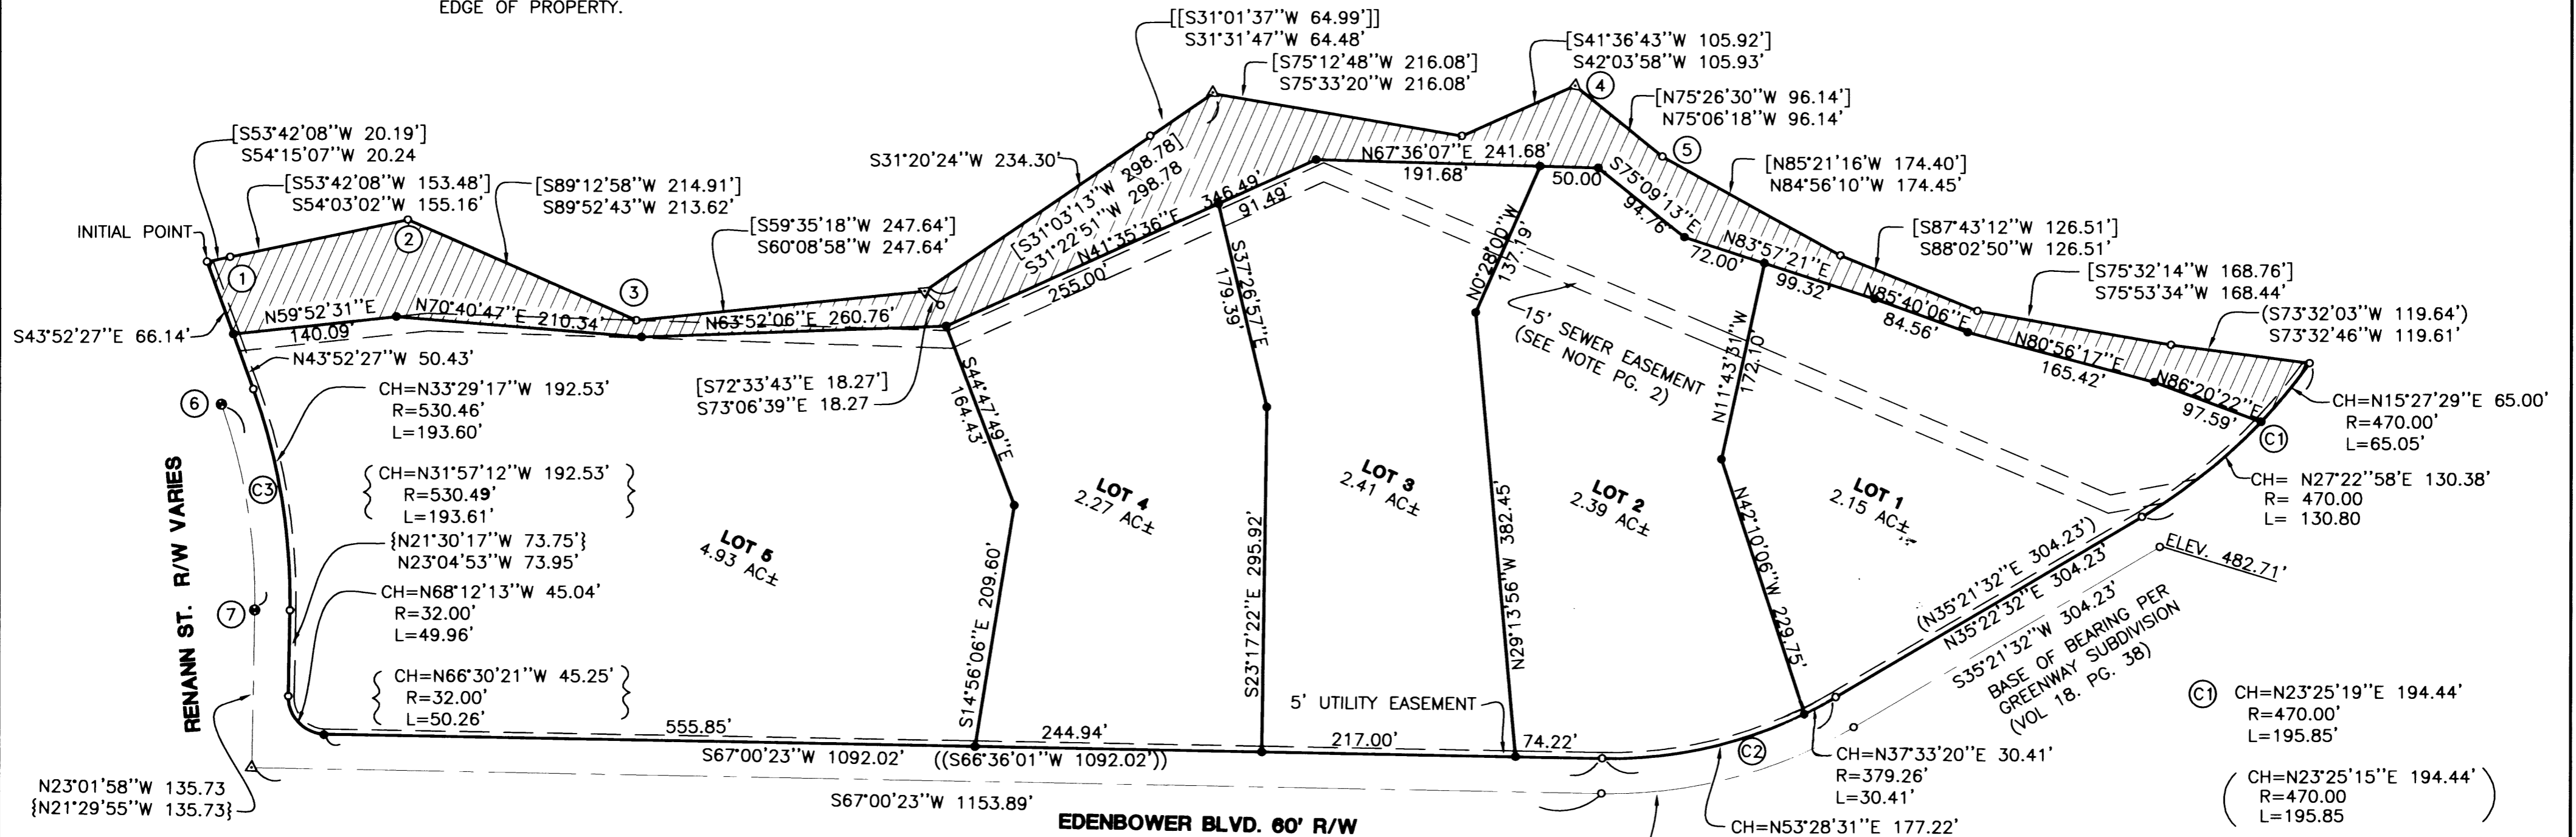 EDGE OF PROPERTY.
[[S31°01'37''W 64.99']]
S31°31'47''W 64.48'
[S75°12'48''W 216.08']
S75°33'20''W 216.08'
[S41°36'43''W 105.92']
S42°03'58''W 105.93'
4
[N75°26'30''W 96.14']
N75°06'18''W 96.14'
5
[N85°21'16''W 174.40']
N84°56'10''W 174.45'
[S87°43'12''W 126.51']
S88°02'50''W 126.51'
[S75°32'14''W 168.76']
S75°53'34''W 168.44'
(S73°32'03''W 119.64')
S73°32'46''W 119.61'
[S53°42'08''W 20.19']
S54°15'07''W 20.24
[S53°42'08''W 153.48']
S54°03'02''W 155.16'
[S89°12'58''W 214.91']
S89°52'43''W 213.62'
[S59°35'18''W 247.64']
S60°08'58''W 247.64'
S31°20'24''W 234.30'
[S31°03'13''W 298.78']
S31°22'51''W 298.78
N41°35'36''E 346.49'
255.00'
91.49'
INITIAL POINT
1
2
3
S43°52'27''E 66.14'
N59°52'31''E
140.09'
N70°40'47''E 210.34'
N63°52'06''E 260.76'
N67°36'07''E 241.68'
191.68'
50.00
S75°09'13''E
94.76'
N83°57'21''E
72.00'
99.32'
N85°40'06''E
84.56'
N80°56'17''E
165.42'
N86°20'22''E
97.59'
N43°52'27''W 50.43'
6
CH=N33°29'17''W 192.53'
R=530.46'
L=193.60'
CH=N31°57'12''W 192.53'
R=530.49'
L=193.61'
C3
{N21°30'17''W 73.75'}
N23°04'53''W 73.95'
7
CH=N68°12'13''W 45.04'
R=32.00'
L=49.96'
CH=N66°30'21''W 45.25'
R=32.00'
L=50.26'
RENANN ST. R/W VARIES
N23°01'58''W 135.73
{N21°29'55''W 135.73}
[S72°33'43''E 18.27']
S73°06'39''E 18.27
S44°47'49''E
164.43'
S14°56'06''E 209.60'
S37°26'57''E
179.39'
S23°17'22''E 295.92'
N0°28'00''W
137.19'
N29°13'56''W 382.45'
N11°43'31''W
172.10'
N42°10'06''W 229.75'
15' SEWER EASEMENT
(SEE NOTE PG. 2)
LOT 5
4.93 AC±
LOT 4
2.27 AC±
LOT 3
2.41 AC±
LOT 2
2.39 AC±
LOT 1
2.15 AC±
5' UTILITY EASEMENT
555.85'
244.94'
217.00'
74.22'
S67°00'23''W 1092.02' ((S66°36'01''W 1092.02'))
S67°00'23''W 1153.89'
EDENBOWER BLVD. 60' R/W
C2
CH=N53°28'31''E 177.22'
CH=N37°33'20''E 30.41'
R=379.26'
L=30.41'
(N35°21'32''E 304.23')
N35°22'32''E 304.23'
S35°21'32''W 304.23'
BASE OF BEARING PER
GREENWAY SUBDIVISION
(VOL 18. PG. 38)
ELEV. 482.71'
CH=N15°27'29''E 65.00'
R=470.00'
L=65.05'
C1
CH= N27°22''58'E 130.38'
R= 470.00
L= 130.80
C1 CH=N23°25'19''E 194.44'
R=470.00'
L=195.85'
CH=N23°25'15''E 194.44'
R=470.00
L=195.85